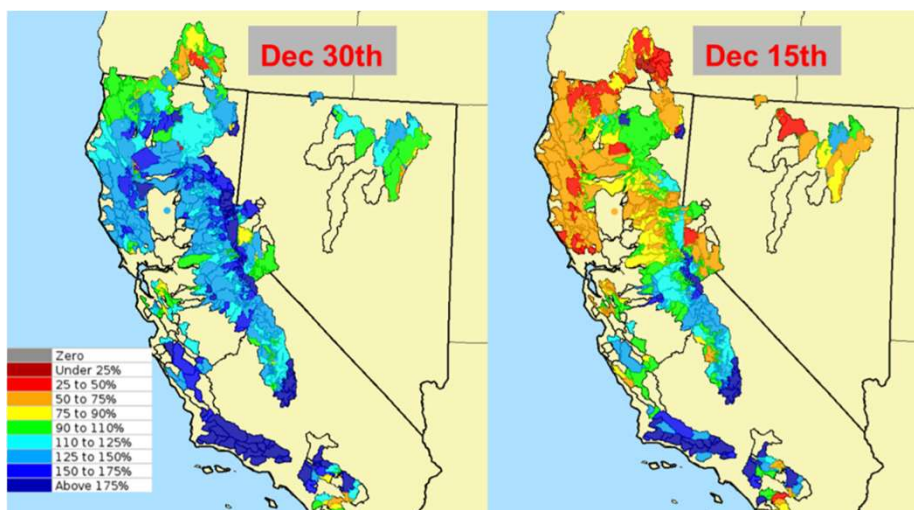 Dec 30th
Dec 15th
Zero
Under 25%
25 to 50%
50 to 75%
75 to 90%
90 to 110%
110 to 125%
125 to 150%
150 to 175%
Above 175%